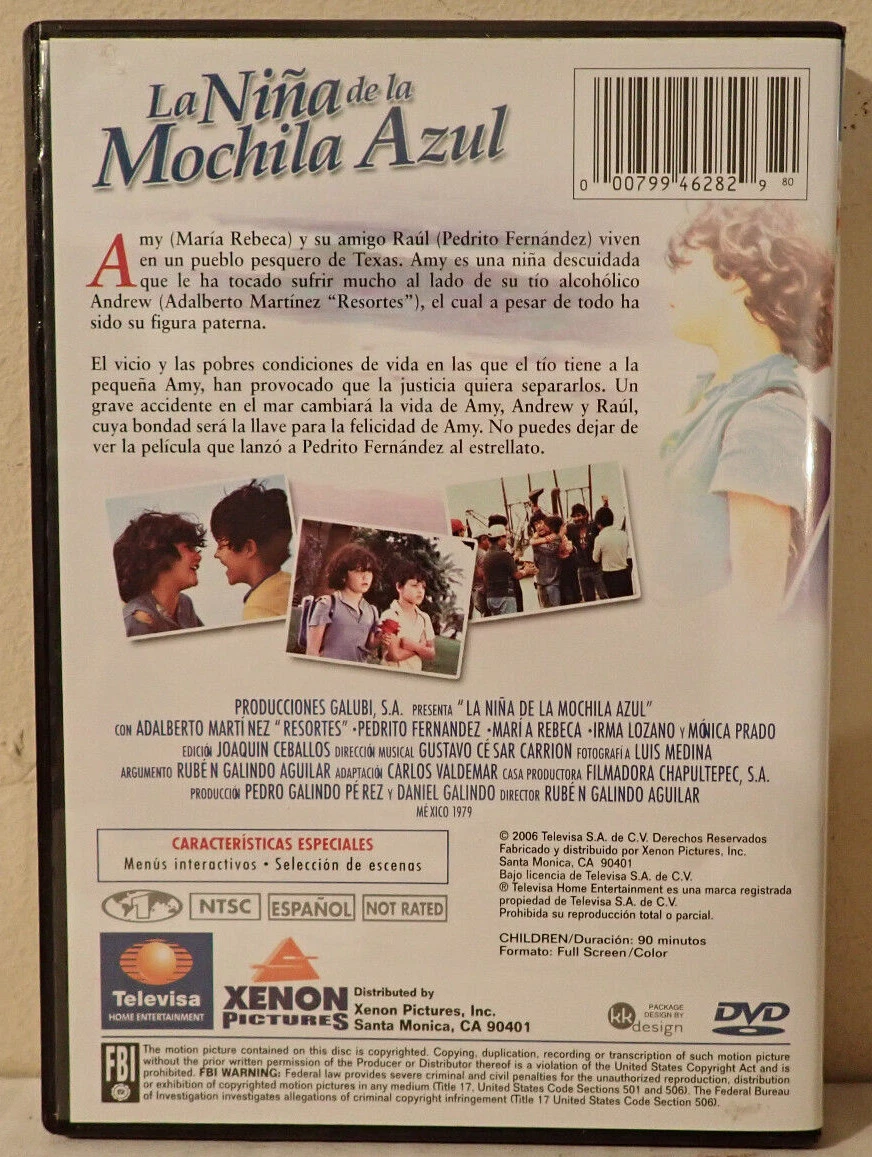 La Niña de la
Mochila Azul
0 00799 46282 9 80
Amy (María Rebeca) y su amigo Raúl (Pedrito Fernández) viven
en un pueblo pesquero de Texas. Amy es una niña descuidada
que le ha tocado sufrir mucho al lado de su tío alcohólico
Andrew (Adalberto Martínez “Resortes”), el cual a pesar de todo ha
sido su figura paterna.
El vicio y las pobres condiciones de vida en las que el tío tiene a la
pequeña Amy, han provocado que la justicia quiera separarlos. Un
grave accidente en el mar cambiará la vida de Amy, Andrew y Raúl,
cuya bondad será la llave para la felicidad de Amy. No puedes dejar de
ver la película que lanzó a Pedrito Fernández al estrellato.
PRODUCCIONES GALUBI, S.A. PRESENTA “LA NIÑA DE LA MOCHILA AZUL”
CON ADALBERTO MARTÍNEZ “RESORTES” •PEDRITO FERNANDEZ •MARÍA REBECA •IRMA LOZANO Y MÓNICA PRADO
EDICIÓN JOAQUIN CEBALLOS DIRECCIÓN MUSICAL GUSTAVO CÉSAR CARRION FOTOGRAFÍA LUIS MEDINA
ARGUMENTO RUBÉN GALINDO AGUILAR ADAPTACIÓN CARLOS VALDEMAR CASA PRODUCTORA FILMADORA CHAPULTEPEC, S.A.
PRODUCCIÓN PEDRO GALINDO PÉREZ Y DANIEL GALINDO DIRECTOR RUBÉN GALINDO AGUILAR
MÉXICO 1979
CARACTERÍSTICAS ESPECIALES
Menús interactivos • Selección de escenas
NTSC ESPAÑOL NOT RATED
© 2006 Televisa S.A. de C.V. Derechos Reservados
Fabricado y distribuido por Xenon Pictures, Inc.
Santa Monica, CA 90401
Bajo licencia de Televisa S.A. de C.V.
® Televisa Home Entertainment es una marca registrada
propiedad de Televisa S.A. de C.V.
Prohibida su reproducción total o parcial.
CHILDREN/Duración: 90 minutos
Formato: Full Screen/Color
Televisa
HOME ENTERTAINMENT
XENON
PICTURES
Distributed by
Xenon Pictures, Inc.
Santa Monica, CA 90401
kk design
PACKAGE
DESIGN BY
DVD
FBI
The motion picture contained on this disc is copyrighted. Copying, duplication, recording or transcription of such motion picture
without the prior written permission of the Producer or Distributor thereof is a violation of the United States Copyright Act and is
prohibited. FBI WARNING: Federal law provides severe criminal and civil penalties for the unauthorized reproduction, distribution
or exhibition of copyrighted motion pictures in any medium (Title 17, United States Code Sections 501 and 506). The Federal Bureau
of Investigation investigates allegations of criminal copyright infringement (Title 17 United States Code Section 506).